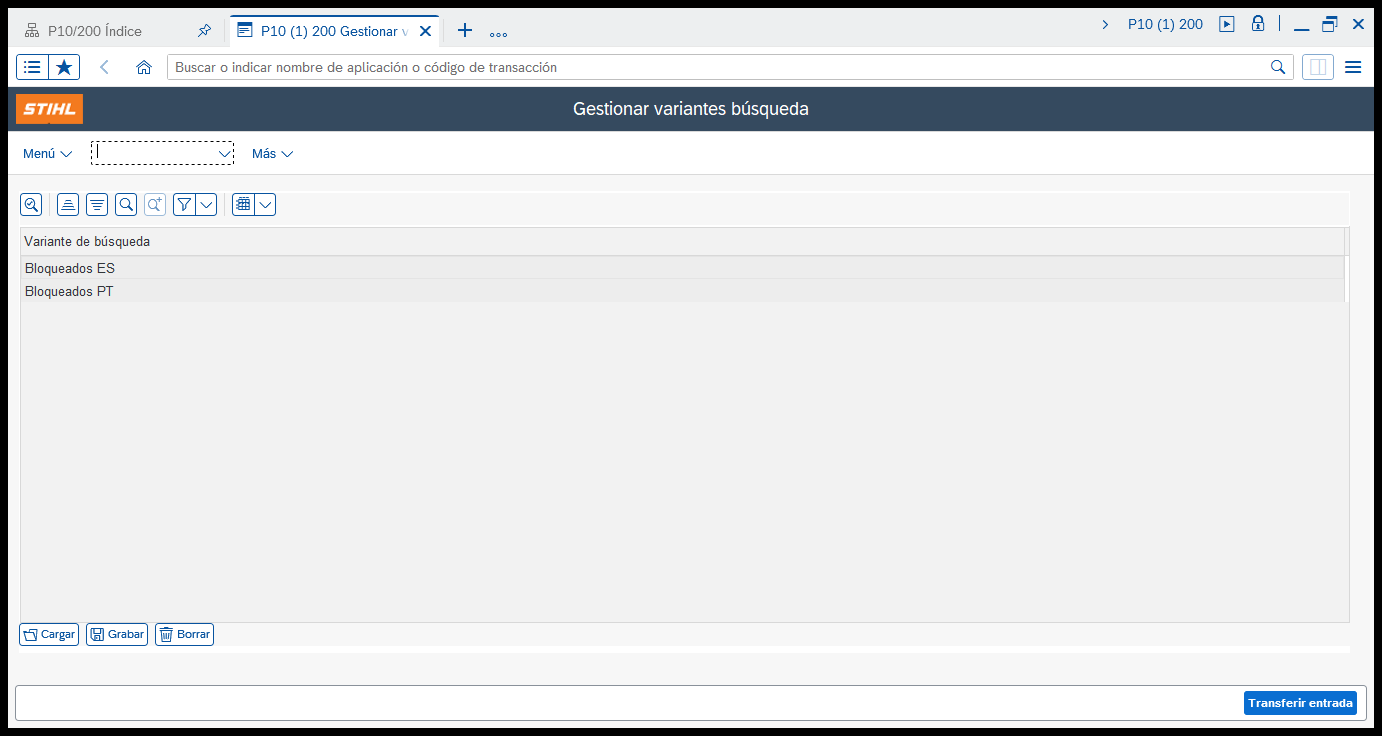 P10/200 Índice
P10 (1) 200 Gestionar v
P10 (1) 200
Buscar o indicar nombre de aplicación o código de transacción
STIHL
Gestionar variantes búsqueda
Menú
Más
Variante de búsqueda
Bloqueados ES
Bloqueados PT
Cargar
Grabar
Borrar
Transferir entrada